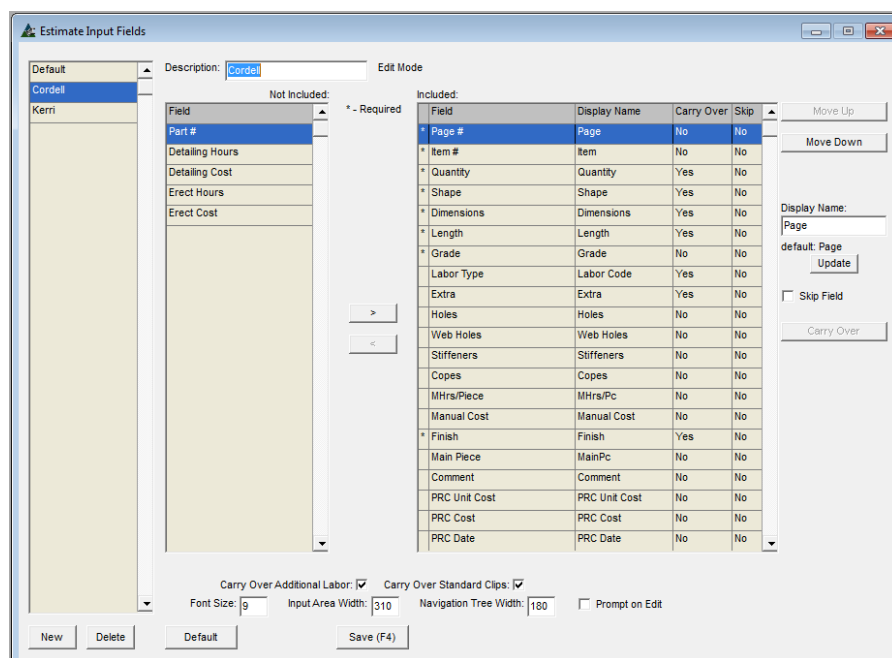 Estimate Input Fields
Default
Cordell
Kerri
Description: Cordell Edit Mode
Not Included: * - Required Included:
Field
Part #
Detailing Hours
Detailing Cost
Erect Hours
Erect Cost
Field Display Name Carry Over Skip
* Page # Page No No
* Item # Item No No
* Quantity Quantity Yes No
* Shape Shape Yes No
* Dimensions Dimensions Yes No
* Length Length Yes No
* Grade Grade No No
Labor Type Labor Code Yes No
Extra Extra Yes No
Holes Holes No No
Web Holes Web Holes No No
Stiffeners Stiffeners No No
Copes Copes No No
MHrs/Piece MHrs/Pc No No
Manual Cost Manual Cost No No
* Finish Finish Yes No
Main Piece MainPc No No
Comment Comment No No
PRC Unit Cost PRC Unit Cost No No
PRC Cost PRC Cost No No
PRC Date PRC Date No No
>
<
Move Up
Move Down
Display Name:
Page
default: Page
Update
Skip Field
Carry Over
Carry Over Additional Labor: Carry Over Standard Clips:
Font Size: 9 Input Area Width: 310 Navigation Tree Width: 180 Prompt on Edit
New Delete Default Save (F4)